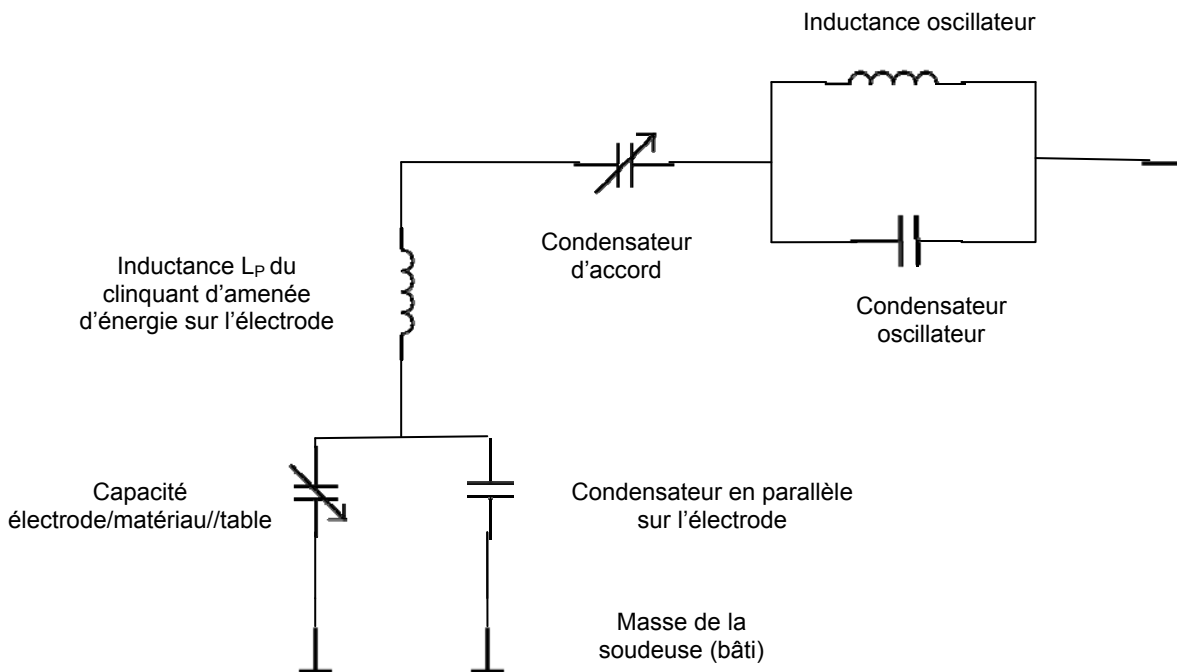 Inductance oscillateur
Condensateur
d’accord
Inductance LP du
clinquant d’amenée
d’énergie sur l’électrode
Condensateur
oscillateur
Capacité
électrode/matériau//table
Condensateur en parallèle
sur l’électrode
Masse de la
soudeuse (bâti)